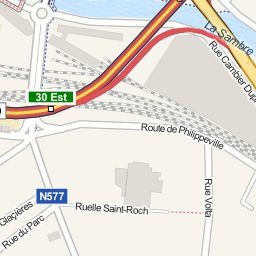 La Sambre
Rue Cambier Dupr
30 Est
Route de Philippeville
N577
Rue Volta
Glacières
Ruelle Saint-Roch
Rue du Parc